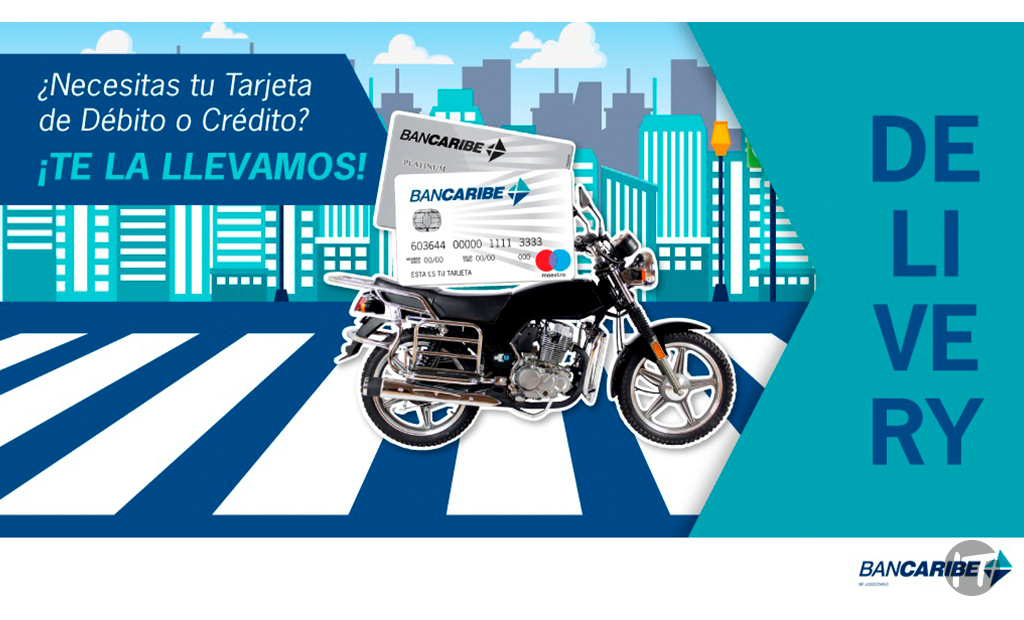 ¿Necesitas tu Tarjeta
de Débito o Crédito?
¡TE LA LLEVAMOS!
BANCARIBE
PLATINUM
BANCARIBE
603644 00000 1111 3333
00/00 00/00 000
ESTA ES TU TARJETA
maestro
DE
LI
VE
RY
BANCARIBE